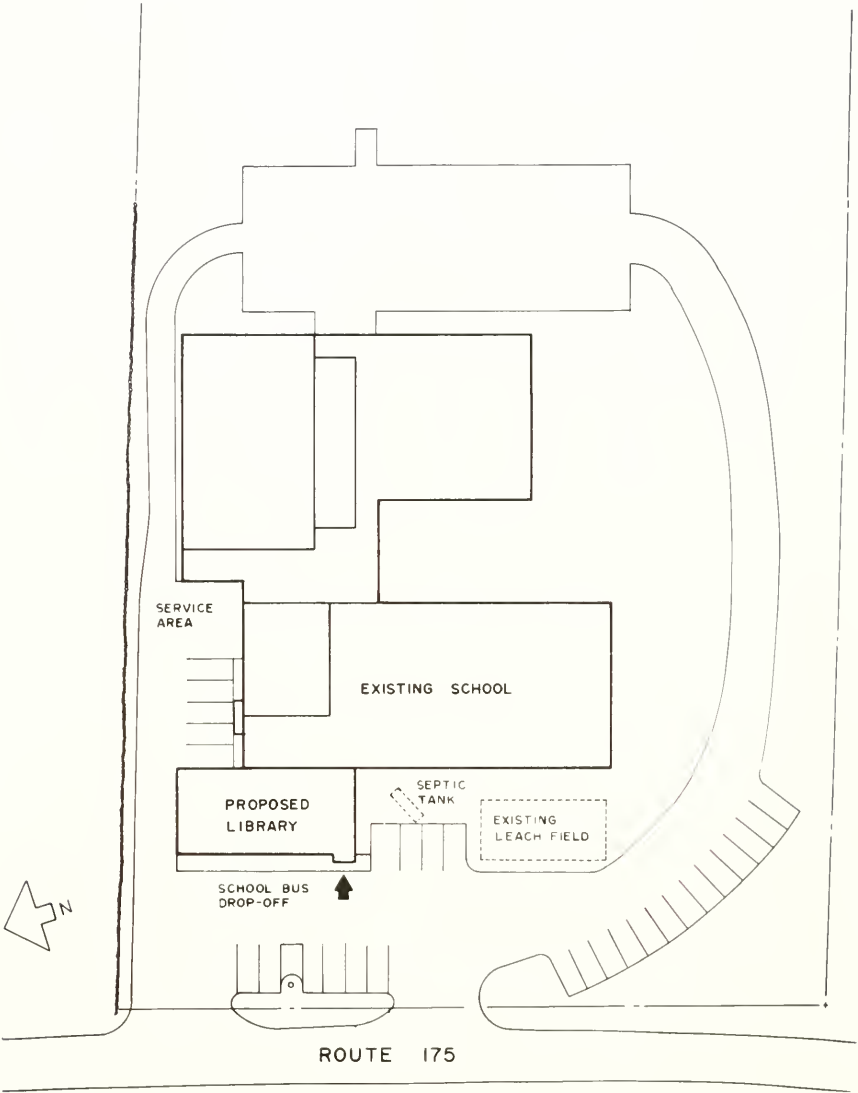 SERVICE
AREA
EXISTING SCHOOL
SEPTIC
TANK
PROPOSED
LIBRARY
EXISTING
LEACH FIELD
SCHOOL BUS
DROP-OFF
N
ROUTE 175